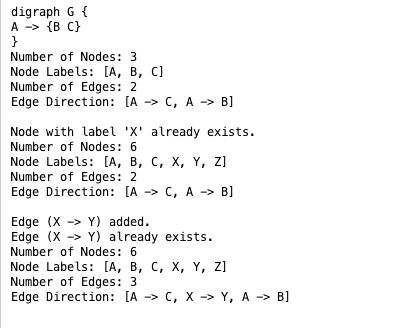 digraph G {
A -> {B C}
}
Number of Nodes: 3
Node Labels: [A, B, C]
Number of Edges: 2
Edge Direction: [A -> C, A -> B]

Node with label 'X' already exists.
Number of Nodes: 6
Node Labels: [A, B, C, X, Y, Z]
Number of Edges: 2
Edge Direction: [A -> C, A -> B]

Edge (X -> Y) added.
Edge (X -> Y) already exists.
Number of Nodes: 6
Node Labels: [A, B, C, X, Y, Z]
Number of Edges: 3
Edge Direction: [A -> C, X -> Y, A -> B]